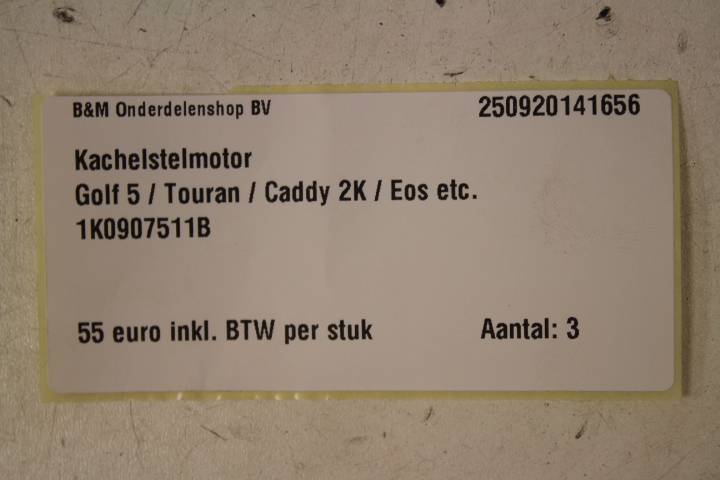 B&M Onderdelenshop BV 250920141656
Kachelstelmotor
Golf 5 / Touran / Caddy 2K / Eos etc.
1K0907511B
55 euro inkl. BTW per stuk Aantal: 3